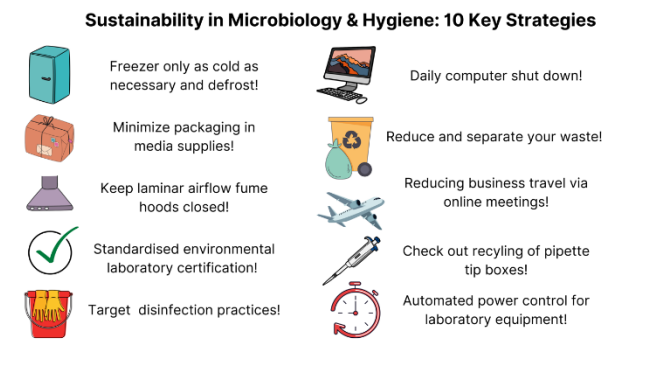 Sustainability in Microbiology & Hygiene: 10 Key Strategies
Freezer only as cold as
necessary and defrost!
Minimize packaging in
media supplies!
Keep laminar airflow fume
hoods closed!
Standardised environmental
laboratory certification!
Target disinfection practices!
Daily computer shut down!
Reduce and separate your waste!
Reducing business travel via
online meetings!
Check out recyling of pipette
tip boxes!
Automated power control for
laboratory equipment!